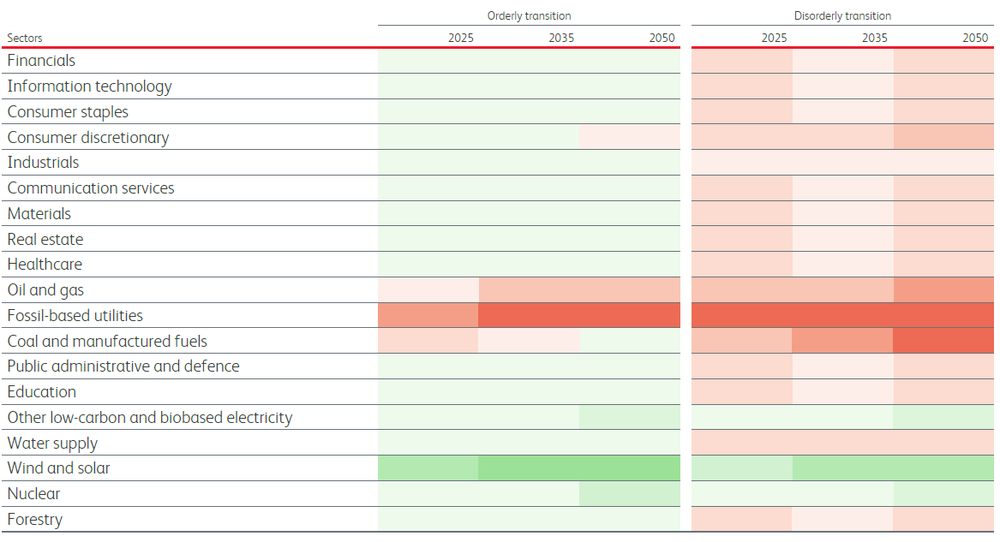 Orderly transition Disorderly transition
Sectors 2025 2035 2050 2025 2035 2050
Financials
Information technology
Consumer staples
Consumer discretionary
Industrials
Communication services
Materials
Real estate
Healthcare
Oil and gas
Fossil-based utilities
Coal and manufactured fuels
Public administrative and defence
Education
Other low-carbon and biobased electricity
Water supply
Wind and solar
Nuclear
Forestry